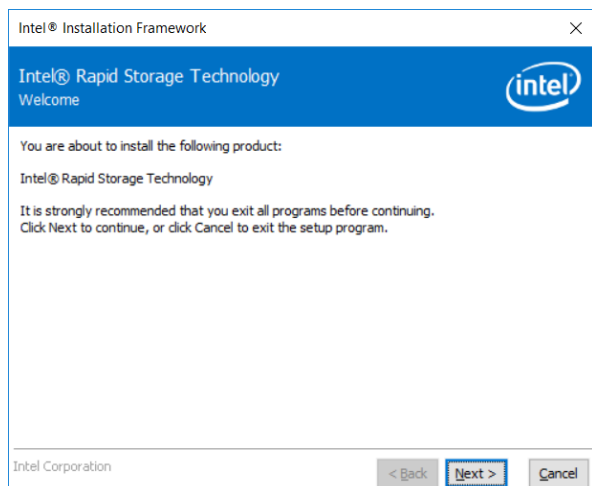 Intel® Installation Framework
Intel® Rapid Storage Technology
Welcome
intel
You are about to install the following product:
Intel® Rapid Storage Technology
It is strongly recommended that you exit all programs before continuing.
Click Next to continue, or click Cancel to exit the setup program.
Intel Corporation
< Back Next > Cancel